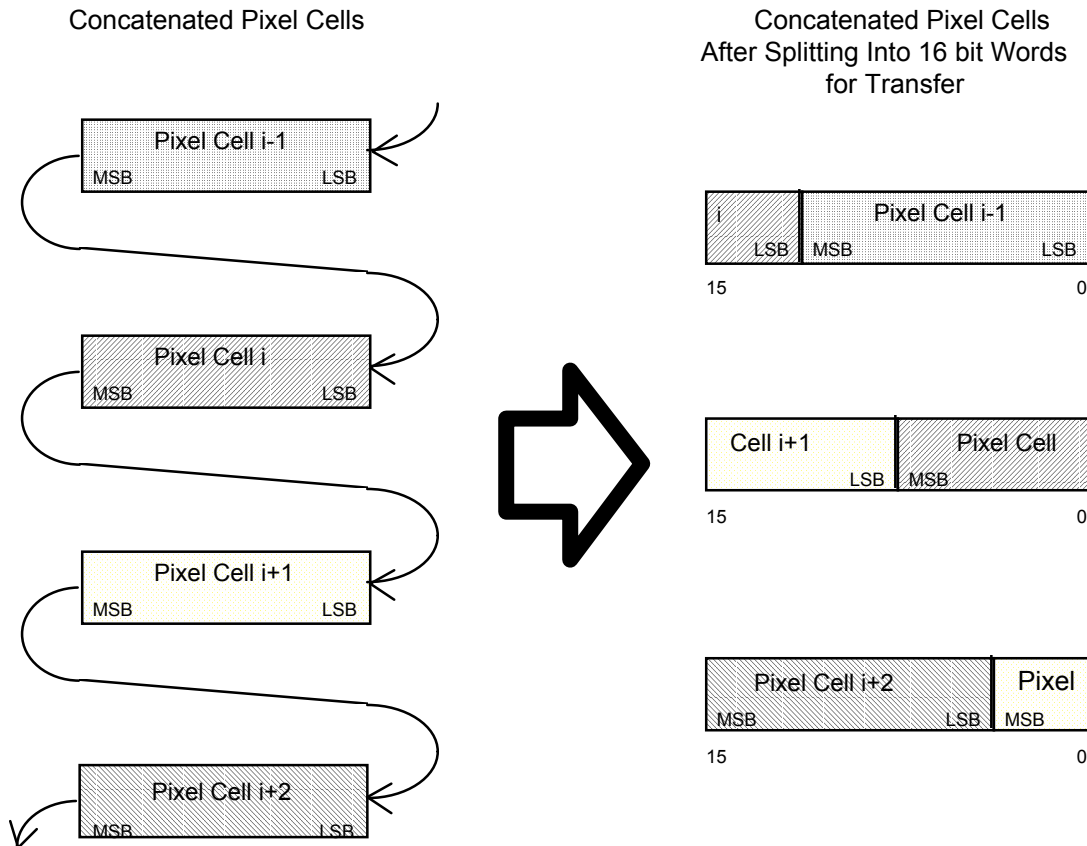 Concatenated Pixel Cells
Pixel Cell i-1
MSB LSB
Pixel Cell i
MSB LSB
Pixel Cell i+1
MSB LSB
Pixel Cell i+2
MSB LSB
Concatenated Pixel Cells
After Splitting Into 16 bit Words
for Transfer
i Pixel Cell i-1
LSB MSB LSB
15 0
Cell i+1 Pixel Cell
LSB MSB
15 0
Pixel Cell i+2 Pixel
MSB LSB MSB
15 0